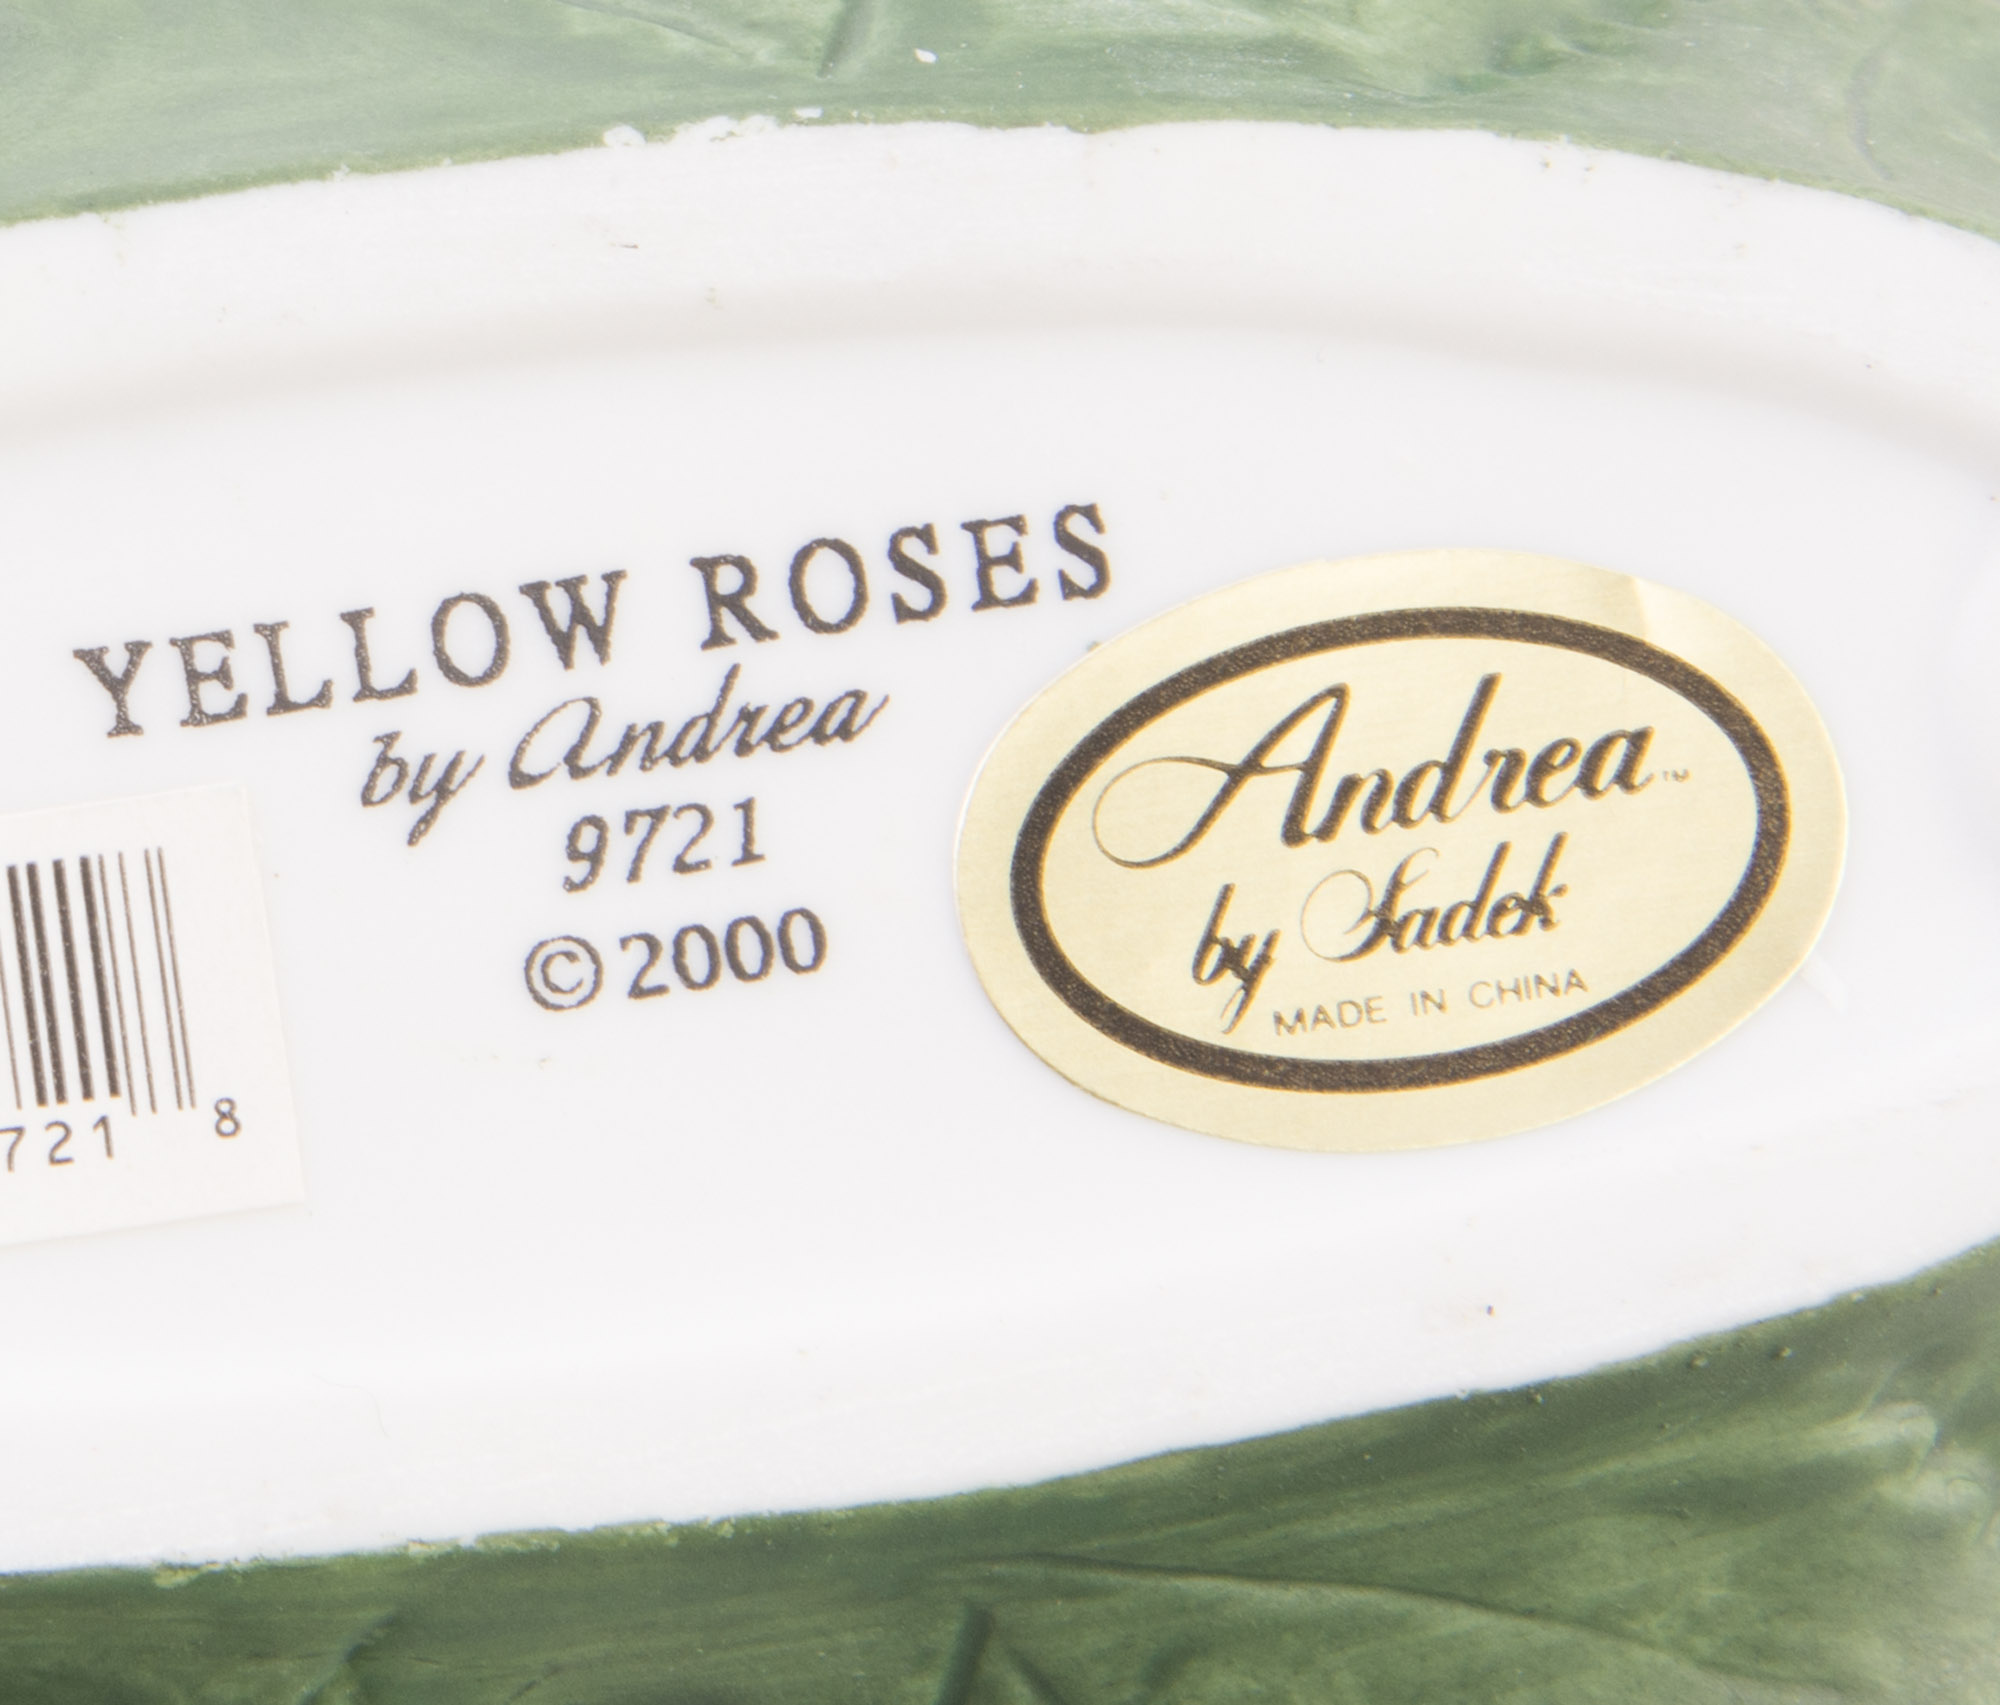 YELLOW ROSES
by Andrea
9721
©2000
Andrea™
by Sadek
MADE IN CHINA
721 8